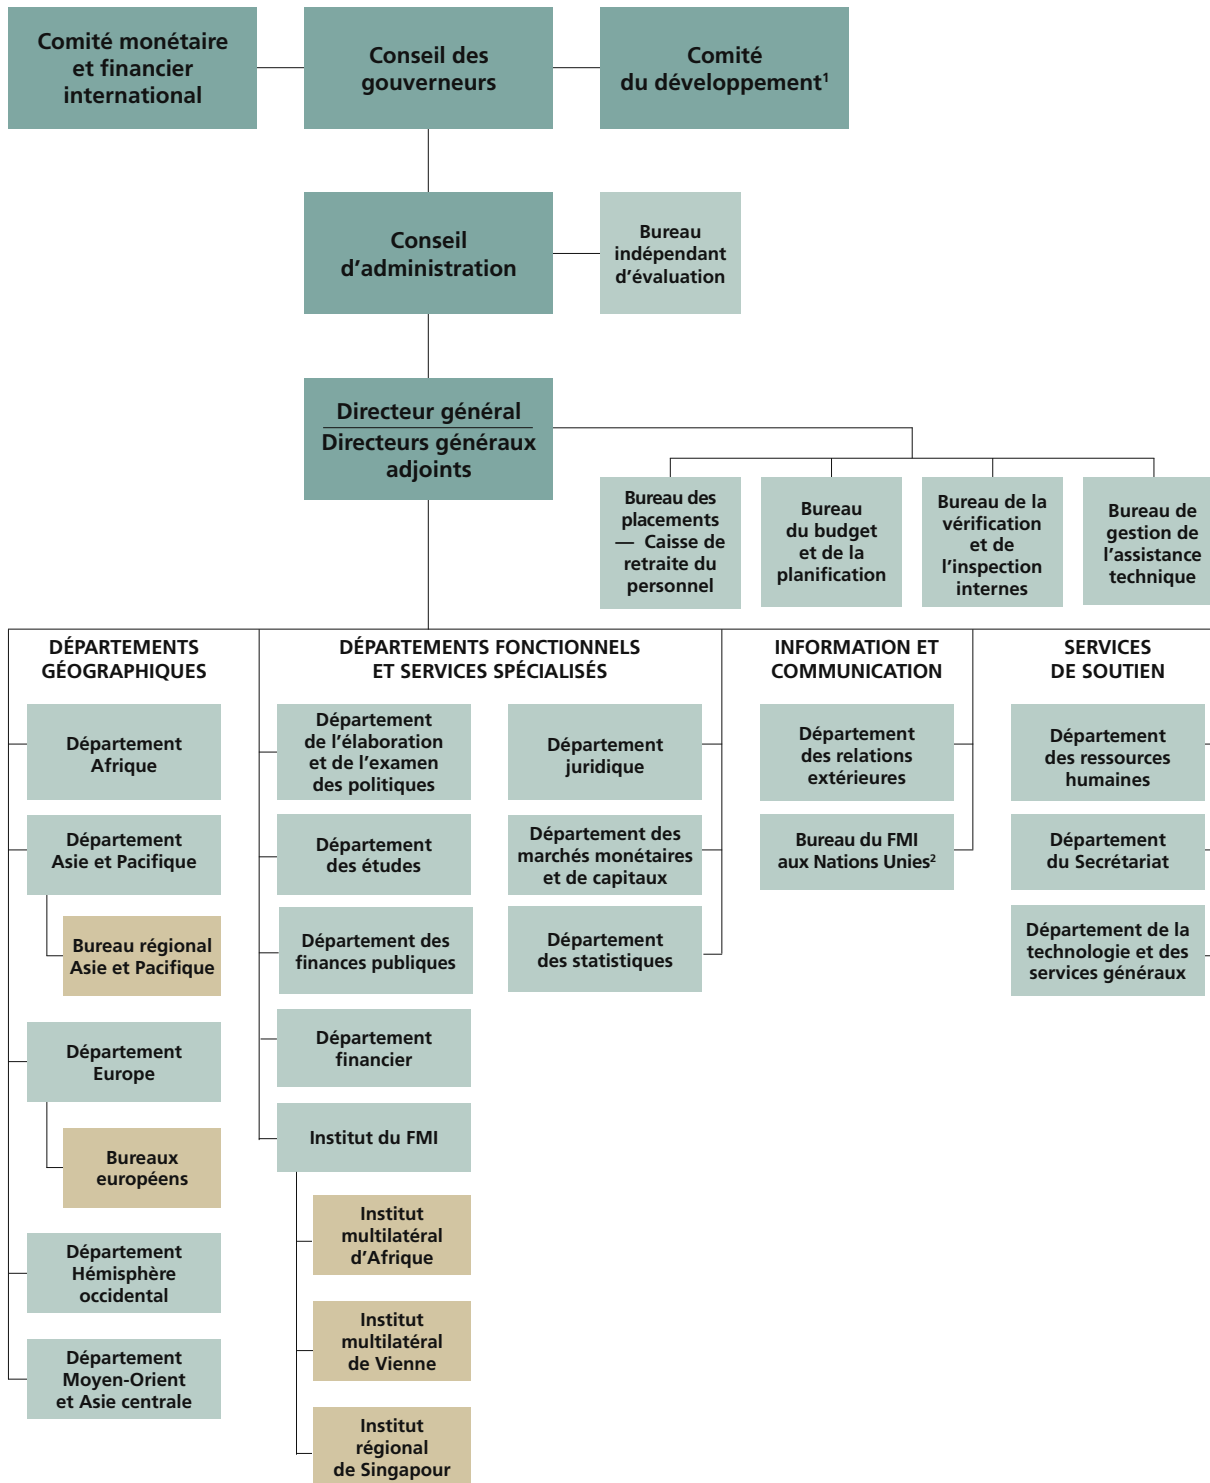 Comité monétaire
et financier
international
Conseil des
gouverneurs
Comité
du développement¹
Conseil
d'administration
Bureau
indépendant
d'évaluation
Directeur général
Directeurs généraux
adjoints
Bureau des
placements
— Caisse de
retraite du
personnel
Bureau
du budget
et de la
planification
Bureau de la
vérification
et de
l'inspection
internes
Bureau de
gestion de
l'assistance
technique
DÉPARTEMENTS
GÉOGRAPHIQUES
Département
Afrique
Département
Asie et Pacifique
Bureau régional
Asie et Pacifique
Département
Europe
Bureaux
européens
Département
Hémisphère
occidental
Département
Moyen-Orient
et Asie centrale
DÉPARTEMENTS FONCTIONNELS
ET SERVICES SPÉCIALISÉS
Département
de l'élaboration
et de l'examen
des politiques
Département
des études
Département des
finances publiques
Département
financier
Institut du FMI
Institut
multilatéral
d'Afrique
Institut
multilatéral
de Vienne
Institut
régional
de Singapour
Département
juridique
Département des
marchés monétaires
et de capitaux
Département
des statistiques
INFORMATION ET
COMMUNICATION
Département
des relations
extérieures
Bureau du FMI
aux Nations Unies²
SERVICES
DE SOUTIEN
Département
des ressources
humaines
Département
du Secrétariat
Département de la
technologie et des
services généraux